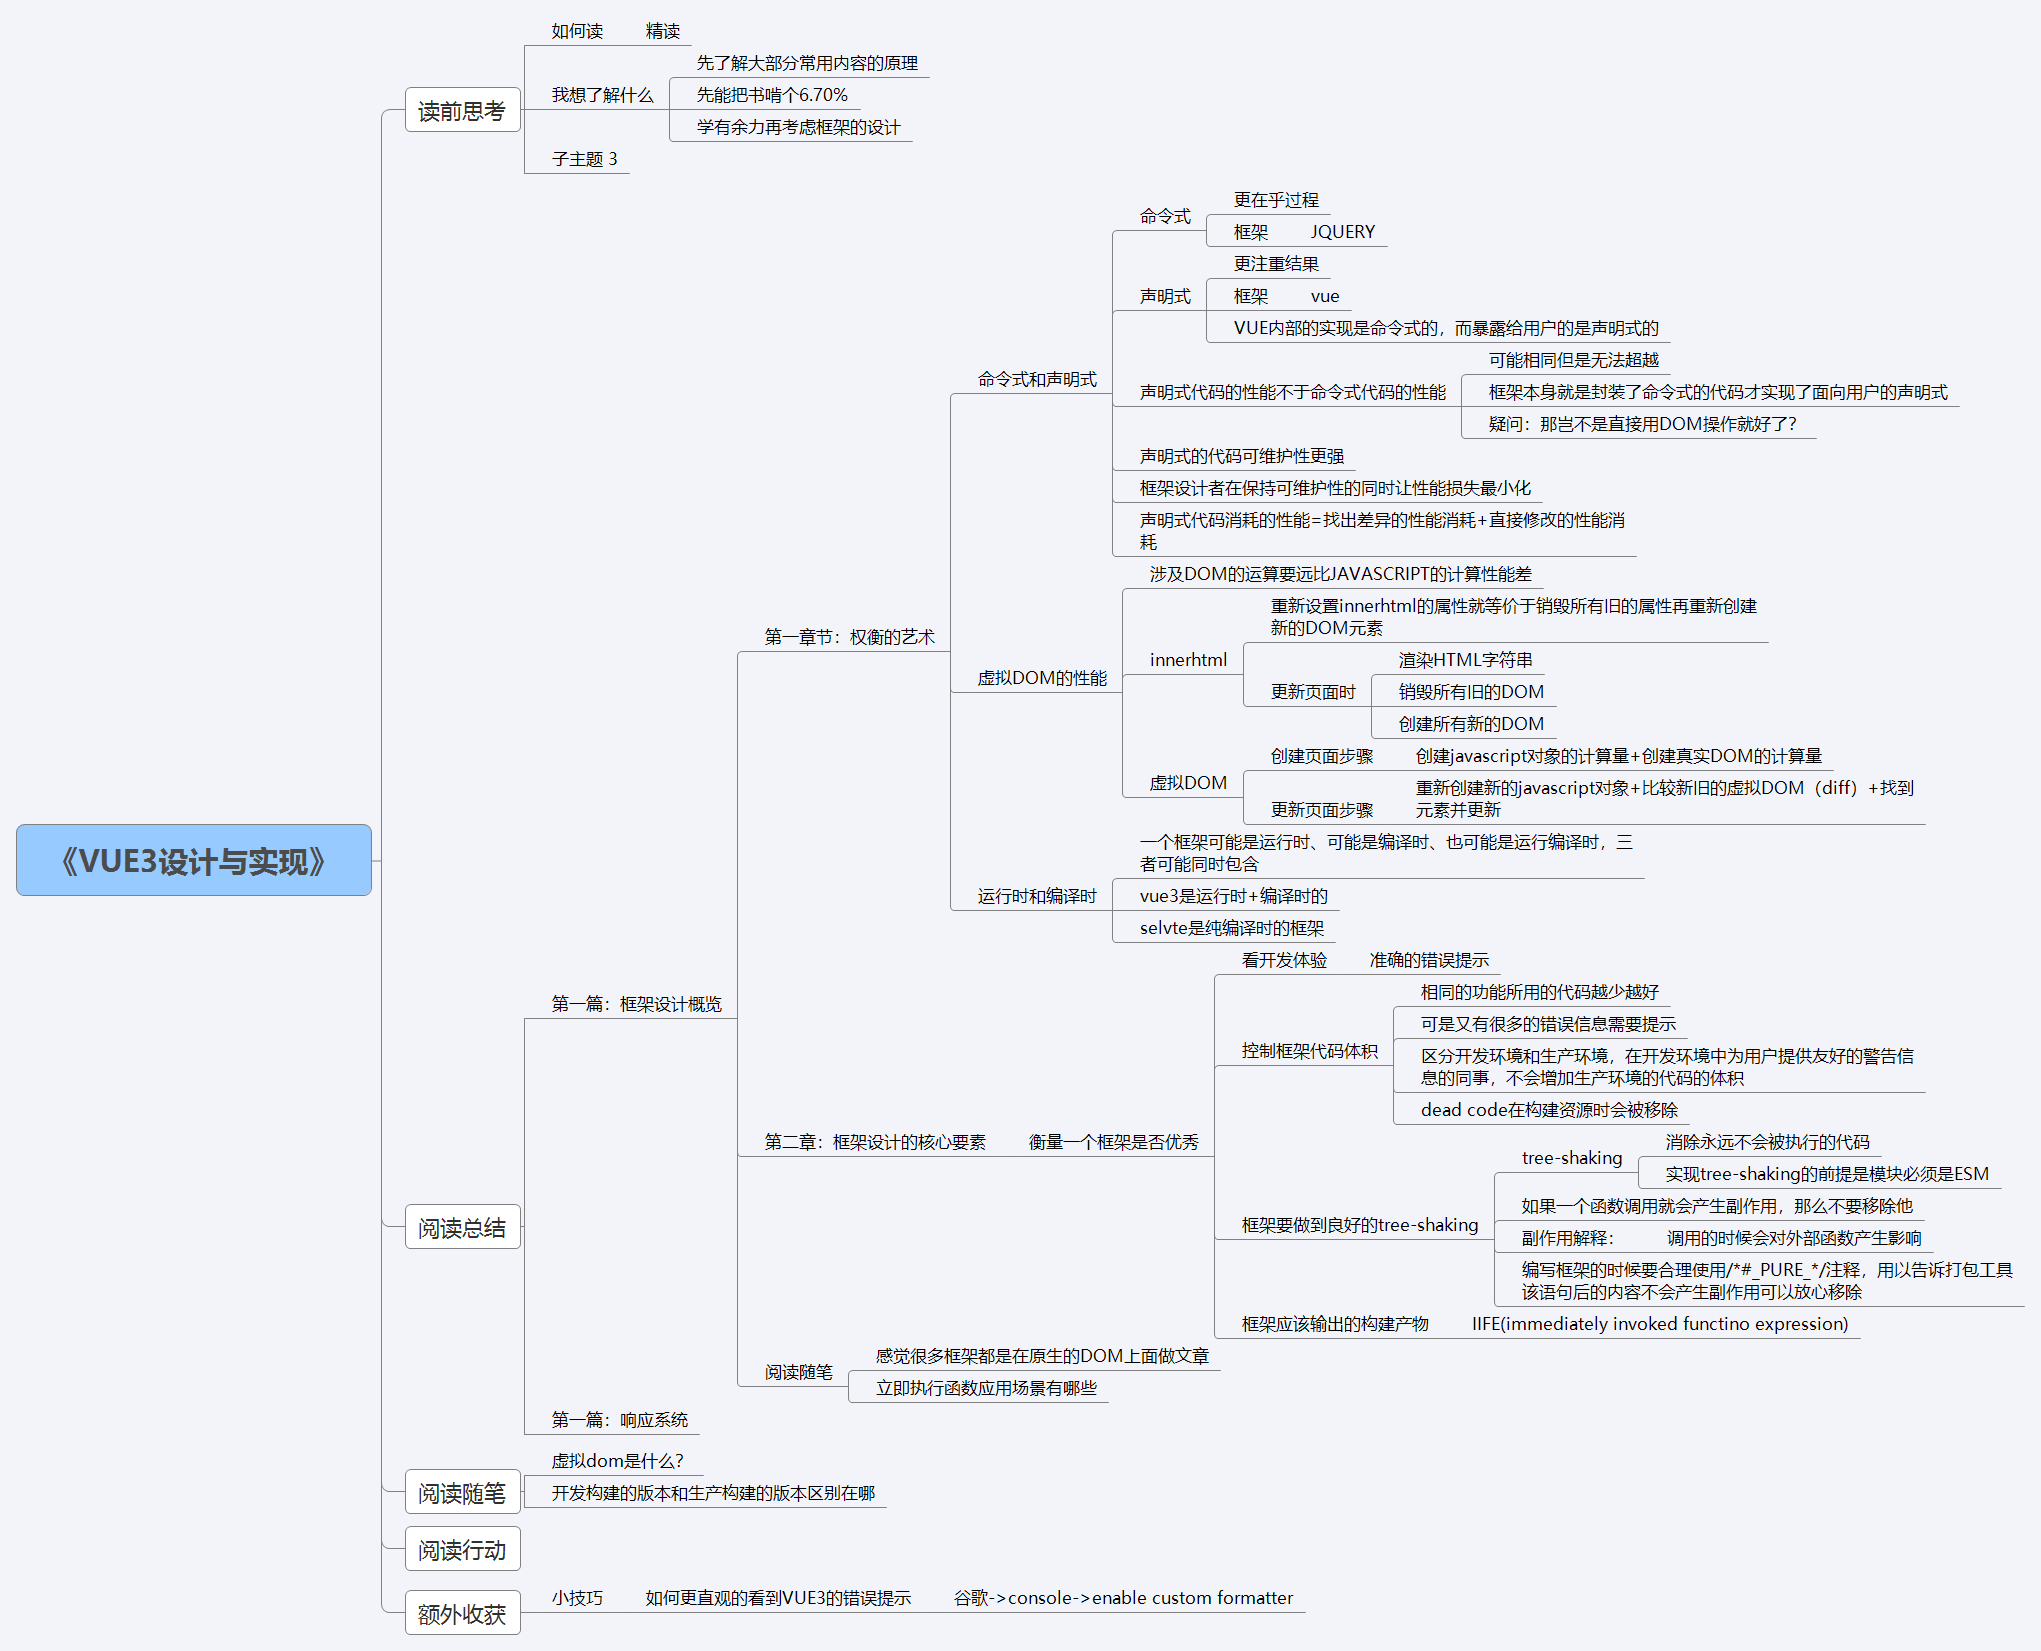 《VUE3设计与实现》
读前思考
如何读
精读
我想了解什么
先了解大部分常用内容的原理
先能把书啃个6.70%
学有余力再考虑框架的设计
子主题 3
阅读总结
第一篇：框架设计概览
第一章节：权衡的艺术
命令式和声明式
命令式
更在乎过程
框架
JQUERY
声明式
更注重结果
框架
vue
VUE内部的实现是命令式的，而暴露给用户的是声明式的
声明式代码的性能不于命令式代码的性能
可能相同但是无法超越
框架本身就是封装了命令式的代码才实现了面向用户的声明式
疑问：那岂不是直接用DOM操作就好了？
声明式的代码可维护性更强
框架设计者在保持可维护性的同时让性能损失最小化
声明式代码消耗的性能=找出差异的性能消耗+直接修改的性能消
耗
虚拟DOM的性能
涉及DOM的运算要远比JAVASCRIPT的计算性能差
innerhtml
重新设置innerhtml的属性就等价于销毁所有旧的属性再重新创建
新的DOM元素
更新页面时
渲染HTML字符串
销毁所有旧的DOM
创建所有新的DOM
虚拟DOM
创建页面步骤
创建javascript对象的计算量+创建真实DOM的计算量
更新页面步骤
重新创建新的javascript对象+比较新旧的虚拟DOM（diff）+找到
元素并更新
运行时和编译时
一个框架可能是运行时、可能是编译时、也可能是运行编译时，三
者可能同时包含
vue3是运行时+编译时的
selvte是纯编译时的框架
第二章：框架设计的核心要素
衡量一个框架是否优秀
看开发体验
准确的错误提示
控制框架代码体积
相同的功能所用的代码越少越好
可是又有很多的错误信息需要提示
区分开发环境和生产环境，在开发环境中为用户提供友好的警告信
息的同事，不会增加生产环境的代码的体积
dead code在构建资源时会被移除
框架要做到良好的tree-shaking
tree-shaking
消除永远不会被执行的代码
实现tree-shaking的前提是模块必须是ESM
如果一个函数调用就会产生副作用，那么不要移除他
副作用解释：
调用的时候会对外部函数产生影响
编写框架的时候要合理使用/*#_PURE_*/注释，用以告诉打包工具
该语句后的内容不会产生副作用可以放心移除
框架应该输出的构建产物
IIFE(immediately invoked functino expression)
阅读随笔
感觉很多框架都是在原生的DOM上面做文章
立即执行函数应用场景有哪些
第一篇：响应系统
阅读随笔
虚拟dom是什么？
开发构建的版本和生产构建的版本区别在哪
阅读行动
额外收获
小技巧
如何更直观的看到VUE3的错误提示
谷歌->console->enable custom formatter